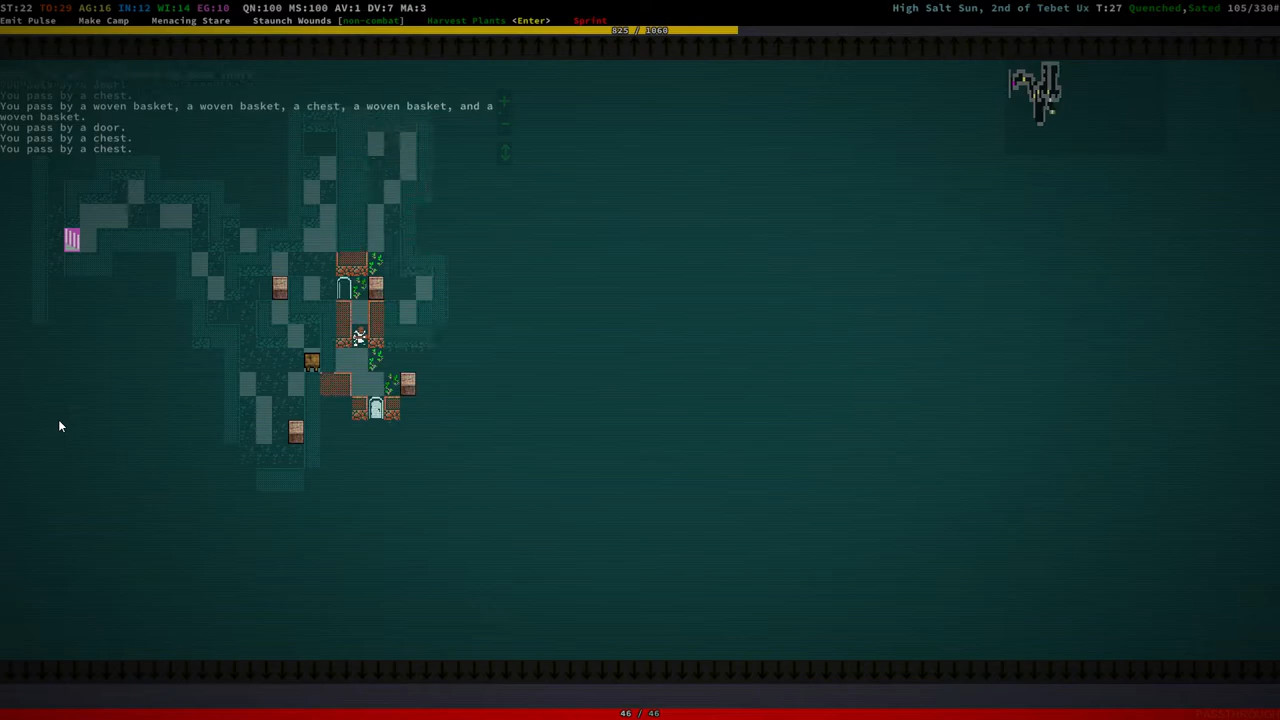 ST:22 TO:29 AG:16 IN:12 WI:14 EG:10 QN:100 MS:100 AV:1 DV:7 MA:3
High Salt Sun, 2nd of Tebet Ux T:27 Quenched,Sated 105/330#
Emit Pulse Make Camp Menacing Stare Staunch Wounds [non-combat] Harvest Plants <Enter> Sprint
825 / 1060
You pass by a chest.
You pass by a woven basket, a woven basket, a chest, a woven basket, and a
woven basket.
You pass by a door.
You pass by a chest.
You pass by a chest.
46 / 46